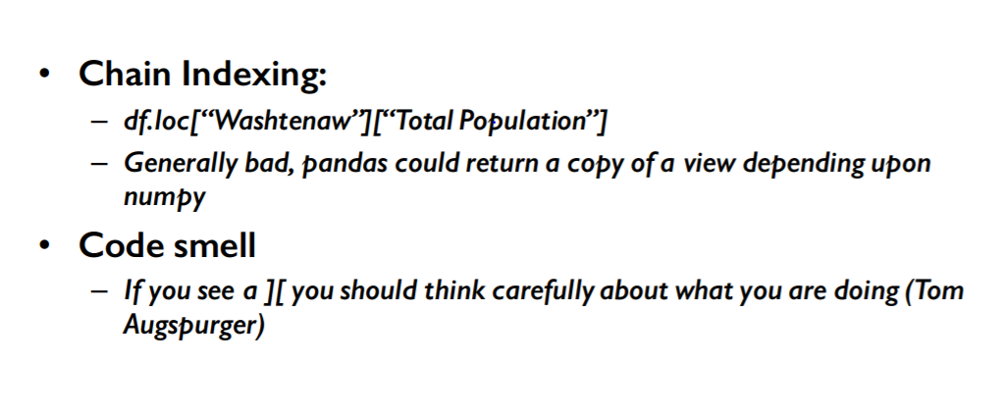 • Chain Indexing:
– df.loc[“Washtenaw”][“Total Population”]
– Generally bad, pandas could return a copy of a view depending upon
numpy
• Code smell
– If you see a ][ you should think carefully about what you are doing (Tom
Augspurger)